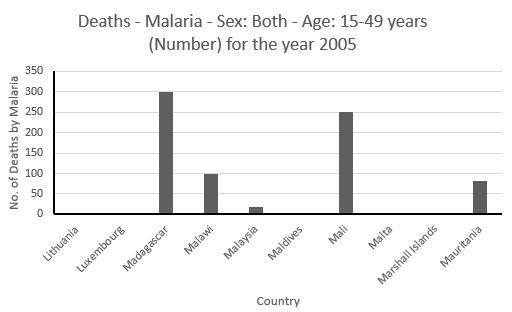 Deaths - Malaria - Sex: Both - Age: 15-49 years
(Number) for the year 2005
No. of Deaths by Malaria
350
300
250
200
150
100
50
0
Lithuania
Luxembourg
Madagascar
Malawi
Malaysia
Maldives
Mali
Malta
Marshall Islands
Mauritania
Country